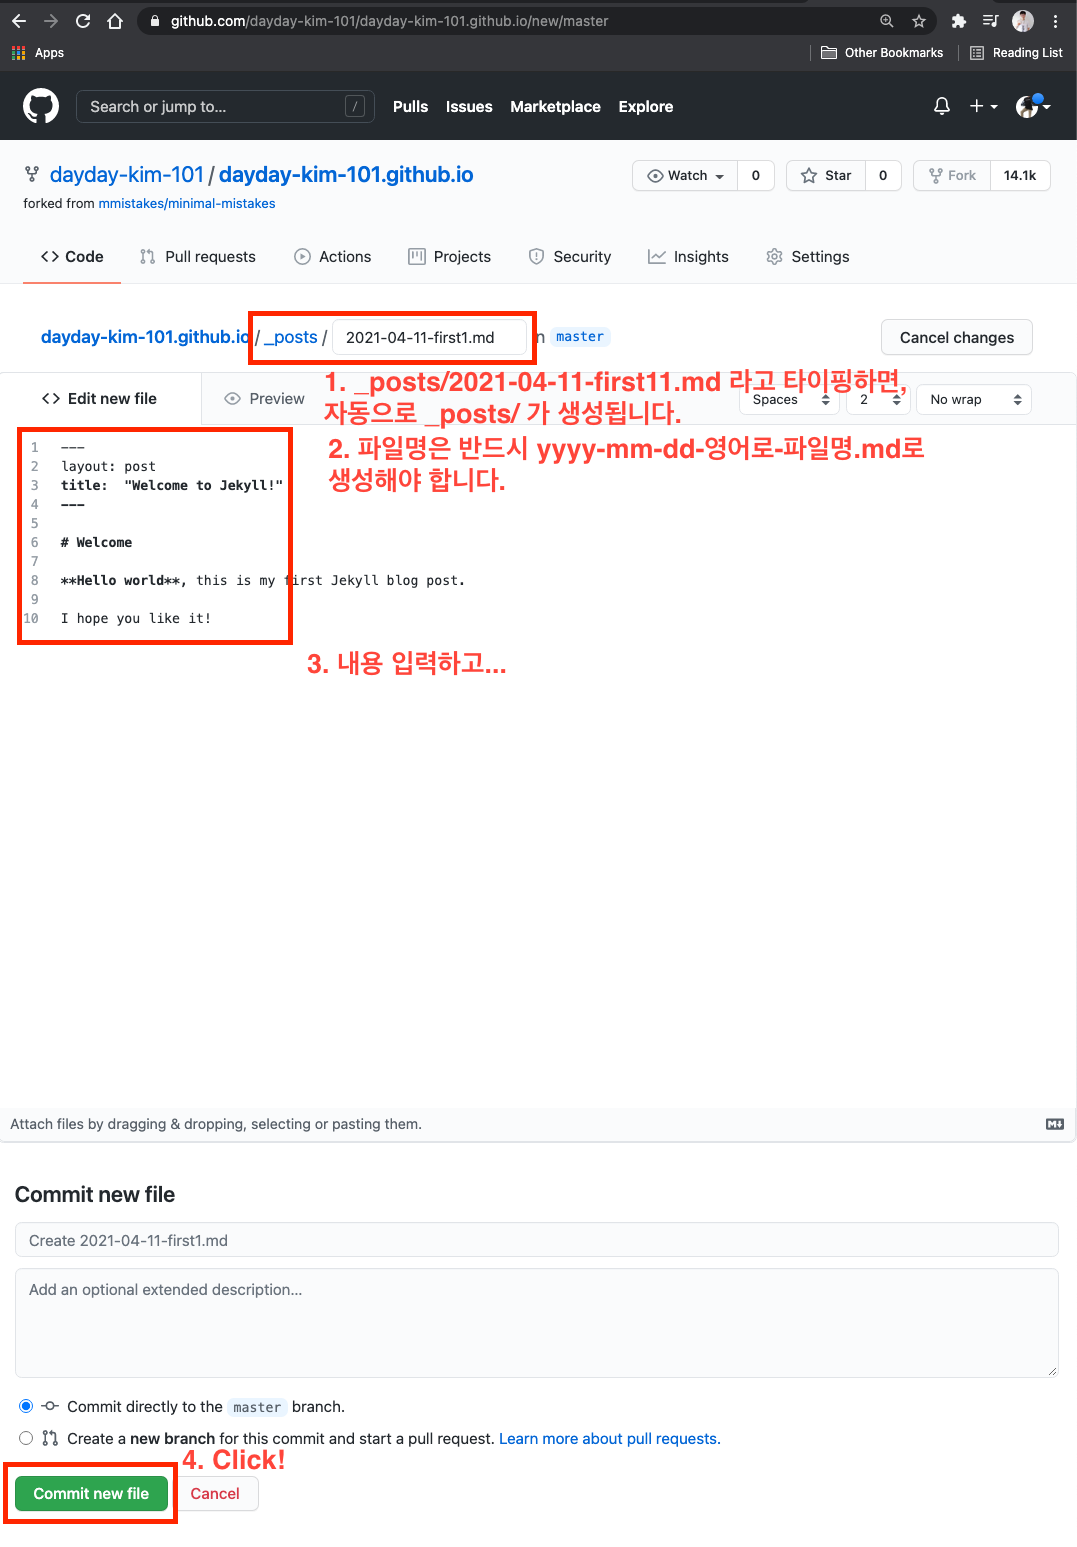 github.com/dayday-kim-101/dayday-kim-101.github.io/new/master
Apps
Other Bookmarks
Reading List
Search or jump to...
/
Pulls Issues Marketplace Explore
dayday-kim-101 / dayday-kim-101.github.io
Watch 0
Star 0
Fork 14.1k
forked from mmistakes/minimal-mistakes
<> Code
Pull requests
Actions
Projects
Security
Insights
Settings
dayday-kim-101.github.io / _posts / 2021-04-11-first1.md n master
Cancel changes
1. _posts/2021-04-11-first11.md 라고 타이핑하면,
<> Edit new file
Preview
Spaces
2
No wrap
자동으로 _posts/ 가 생성됩니다.
2. 파일명은 반드시 yyyy-mm-dd-영어로-파일명.md로
생성해야 합니다.
1 ---
2 layout: post
3 title:  "Welcome to Jekyll!"
4 ---
5
6 # Welcome
7
8 **Hello world**, this is my first Jekyll blog post.
9
10 I hope you like it!
3. 내용 입력하고...
Attach files by dragging & dropping, selecting or pasting them.
Commit new file
Create 2021-04-11-first1.md
Add an optional extended description...
Commit directly to the master branch.
Create a new branch for this commit and start a pull request. Learn more about pull requests.
4. Click!
Commit new file
Cancel